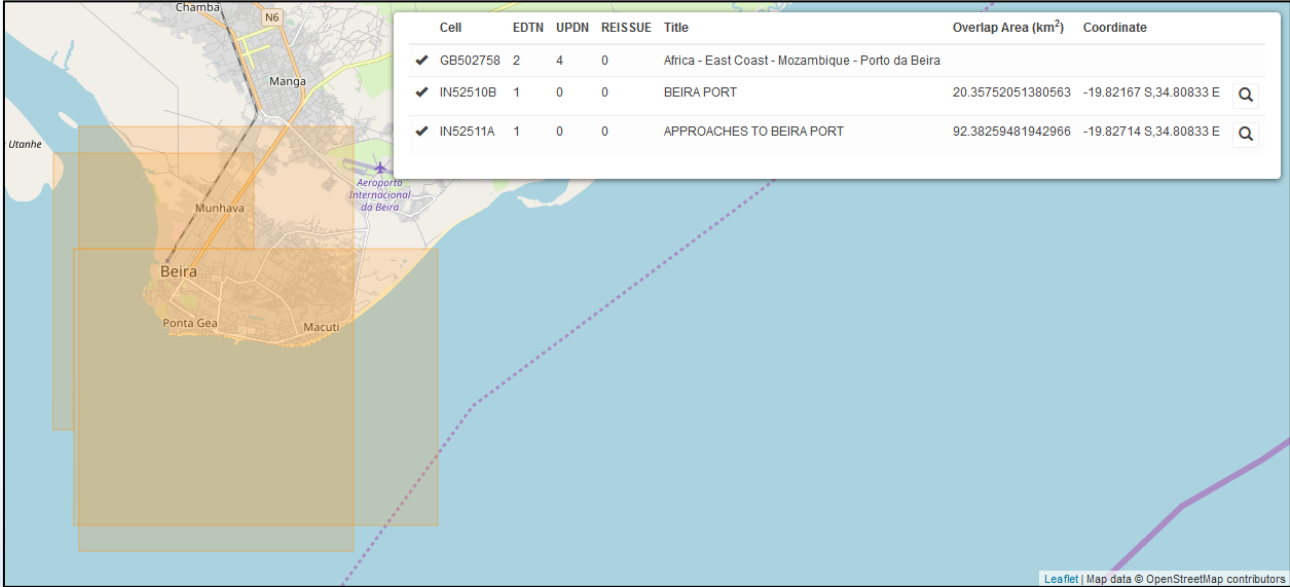 Chamba
N6
Manga
Utanhe
Aeroporto
Internacional
da Beira
Munhava
Beira
Ponta Gea
Macuti
Cell EDTN UPDN REISSUE Title Overlap Area (km²) Coordinate
✔ GB502758 2 4 0 Africa - East Coast - Mozambique - Porto da Beira
✔ IN52510B 1 0 0 BEIRA PORT 20.35752051380563 -19.82167 S,34.80833 E
✔ IN52511A 1 0 0 APPROACHES TO BEIRA PORT 92.38259481942966 -19.82714 S,34.80833 E
Leaflet | Map data © OpenStreetMap contributors